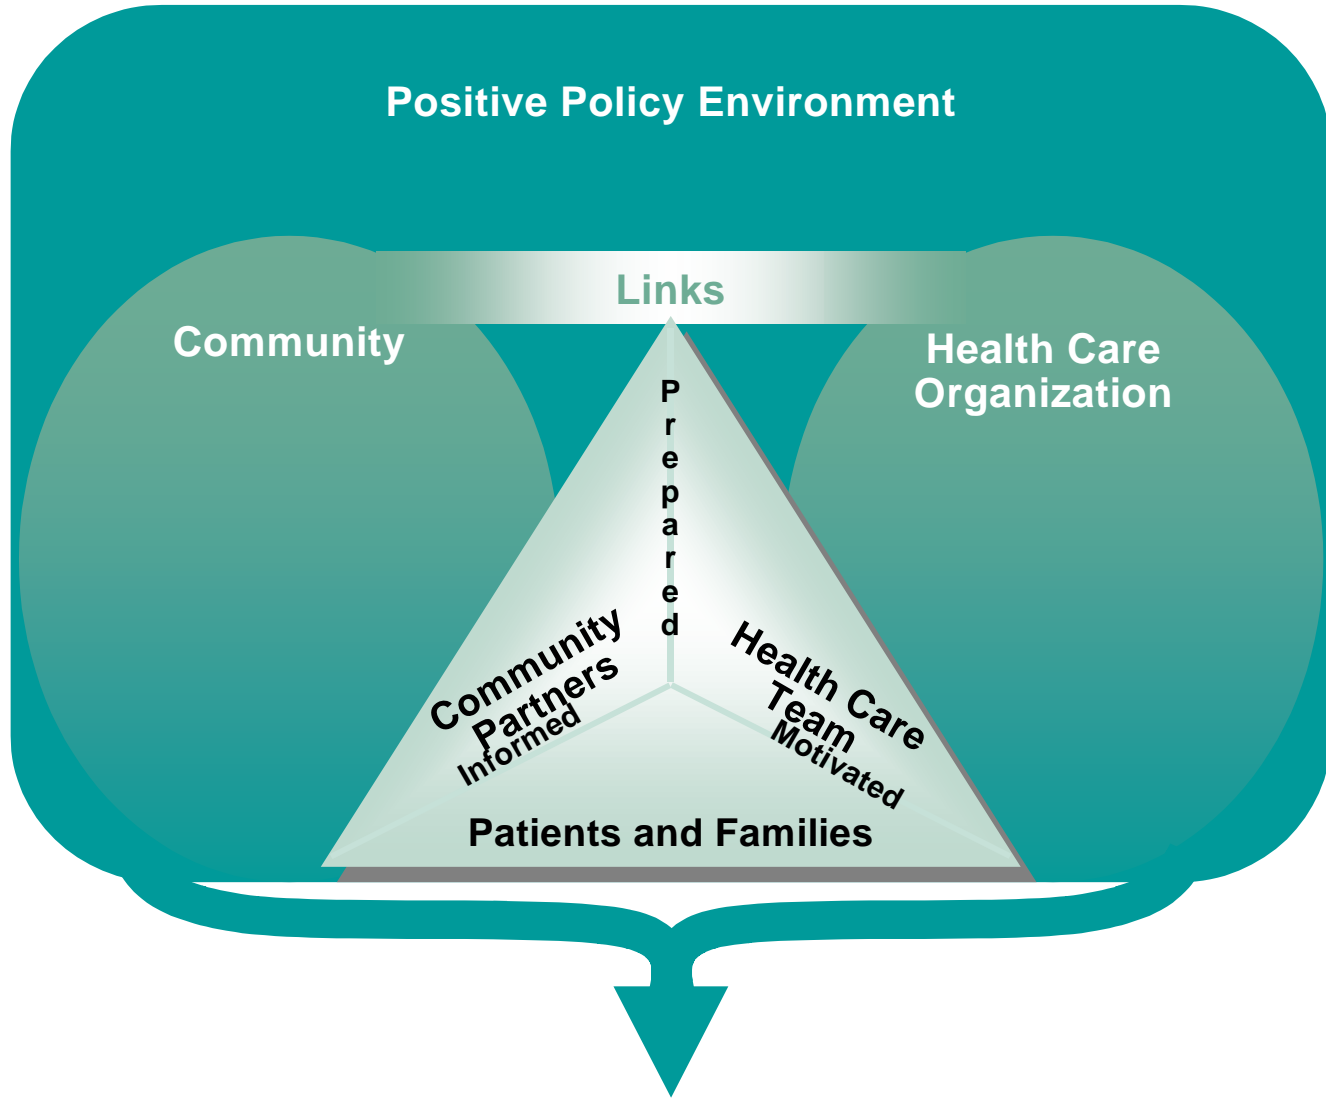 Positive Policy Environment
Links
Community
Health Care
Organization
Prepared
Community
Partners
Informed
Health Care
Team
Motivated
Patients and Families